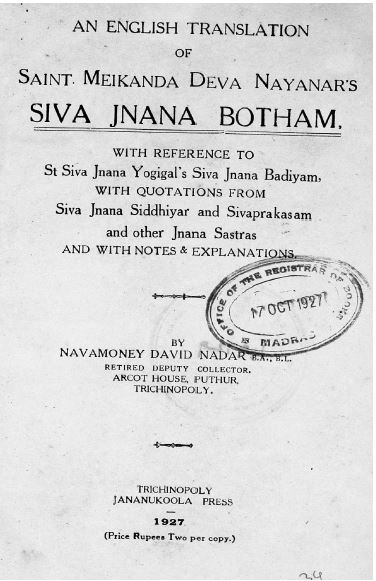 AN ENGLISH TRANSLATION
OF
SAINT. MEIKANDA DEVA NAYANAR'S
SIVA JNANA BOTHAM,
WITH REFERENCE TO
St Siva Jnana Yogigal's Siva Jnana Badiyam,
WITH QUOTATIONS FROM
Siva Jnana Siddhiyar and Sivaprakasam
and other Jnana Sastras
AND WITH NOTES & EXPLANATIONS.
OFFICE OF THE REGISTRAR OF BOOKS
17 OCT 1927
MADRAS
BY
NAVAMONEY DAVID NADAR B.A., B.L.
RETIRED DEPUTY COLLECTOR.
ARCOT HOUSE, PUTHUR,
TRICHINOPOLY.
TRICHINOPOLY
JANANUKOOLA PRESS
1927
(Price Rupees Two per copy.)